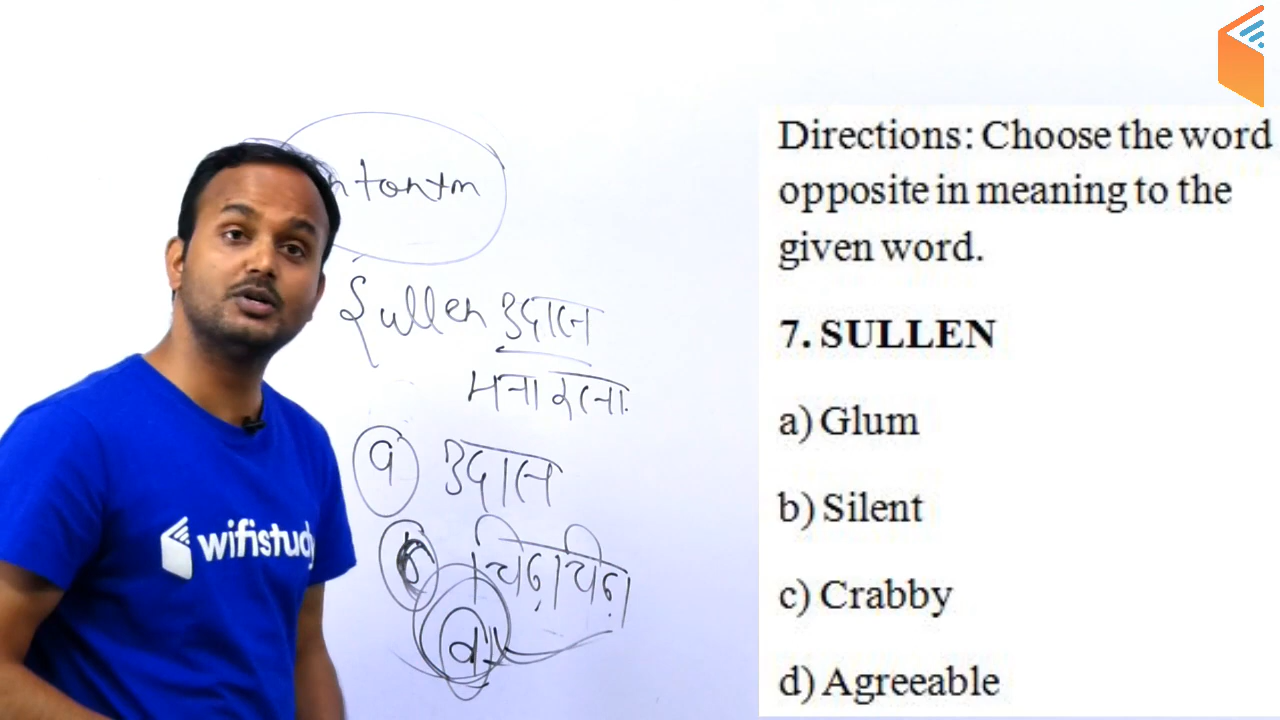 ntonym
Sullen उदास
a उदास
c चिढ़चिढ़ा
d
wifistudy
Directions: Choose the word
opposite in meaning to the
given word.
7. SULLEN
a) Glum
b) Silent
c) Crabby
d) Agreeable